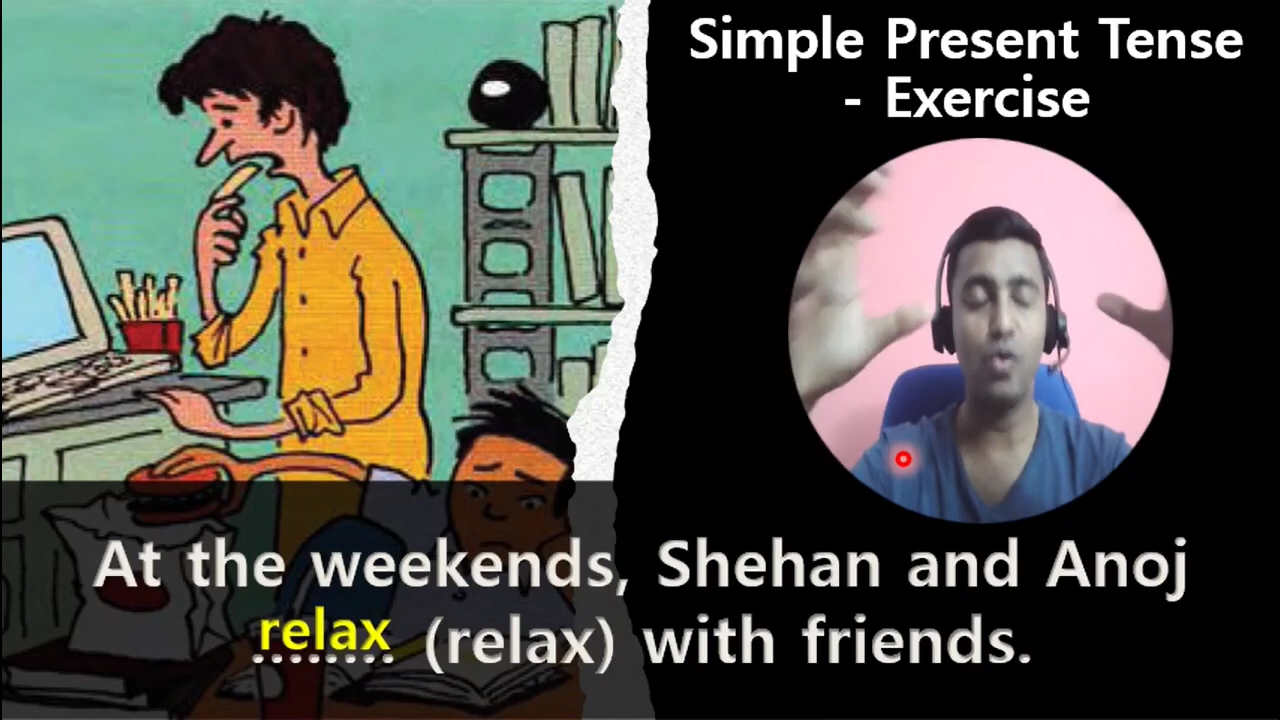 Simple Present Tense
- Exercise
At the weekends, Shehan and Anoj
relax (relax) with friends.